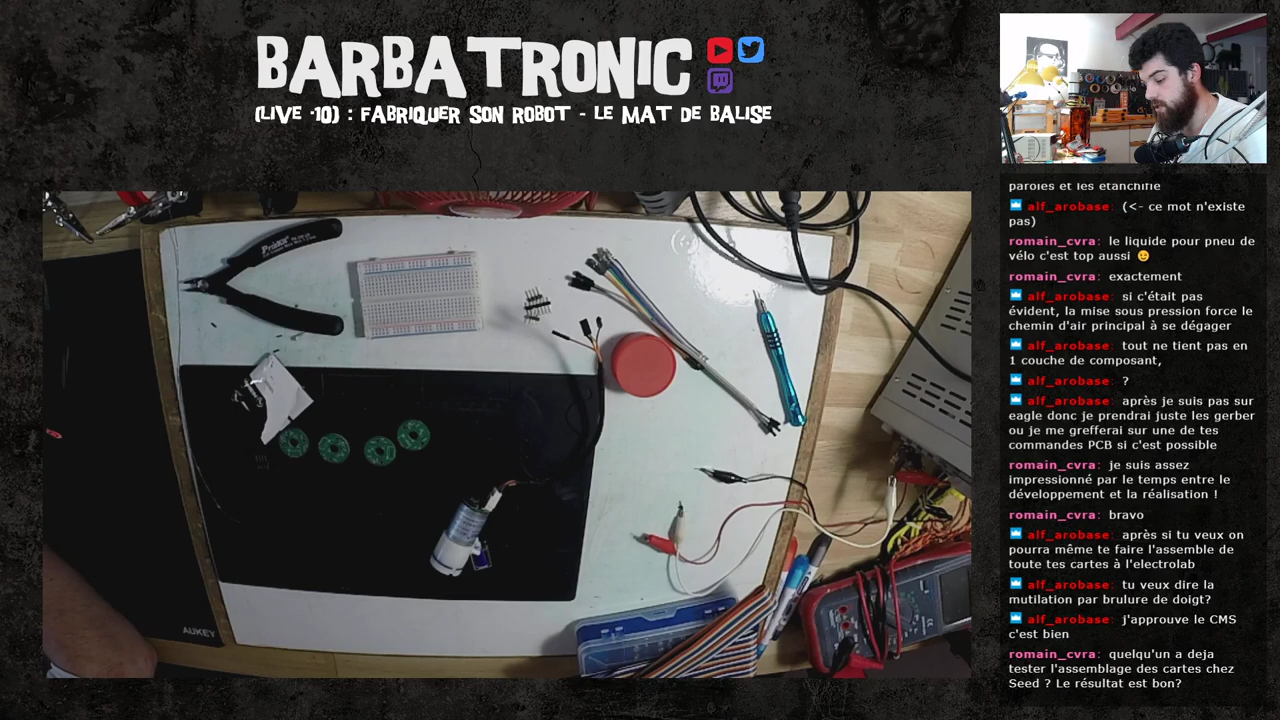 BARBATRONIC
(LIVE -10) : FABRIQUER SON ROBOT - LE MAT DE BALISE
paroles et les étanchifie
alf_arobase: (<- ce mot n'existe
pas)
romain_cvra: le liquide pour pneu de
vélo c'est top aussi 😉
romain_cvra: exactement
alf_arobase: si c'était pas
évident, la mise sous pression force le
chemin d'air principal à se dégager
alf_arobase: tout ne tient pas en
1 couche de composant,
alf_arobase: ?
alf_arobase: après je suis pas sur
eagle donc je prendrai juste les gerber
ou je me grefferai sur une de tes
commandes PCB si c'est possible
romain_cvra: je suis assez
impressionné par le temps entre le
développement et la réalisation !
romain_cvra: bravo
alf_arobase: après si tu veux on
pourra même te faire l'assemble de
toute tes cartes à l'electrolab
alf_arobase: tu veux dire la
mutilation par brulure de doigt?
alf_arobase: j'approuve le CMS
c'est bien
romain_cvra: quelqu'un a deja
tester l'assemblage des cartes chez
Seed ? Le résultat est bon?
AUKEY